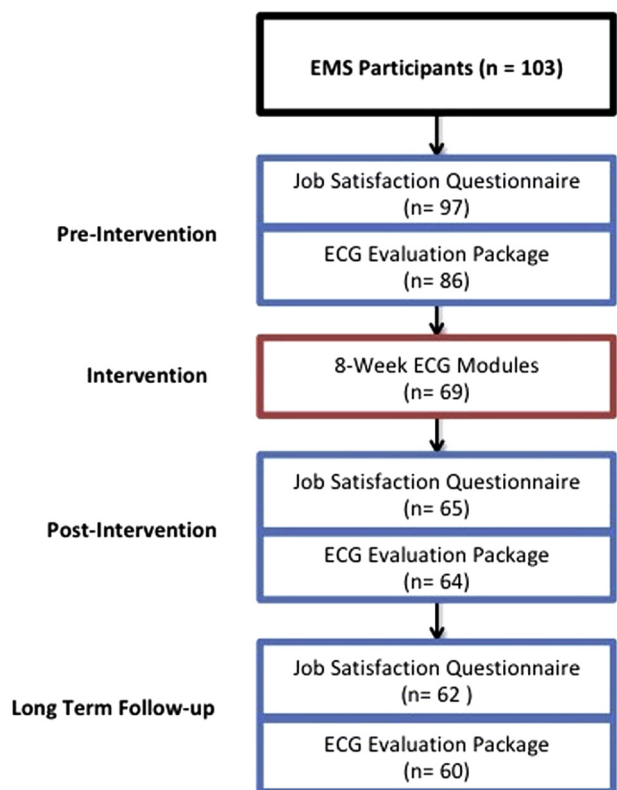 EMS Participants (n = 103)
Pre-Intervention
Job Satisfaction Questionnaire
(n= 97)
ECG Evaluation Package
(n= 86)
Intervention
8-Week ECG Modules
(n= 69)
Post-Intervention
Job Satisfaction Questionnaire
(n= 65)
ECG Evaluation Package
(n= 64)
Long Term Follow-up
Job Satisfaction Questionnaire
(n= 62 )
ECG Evaluation Package
(n= 60)